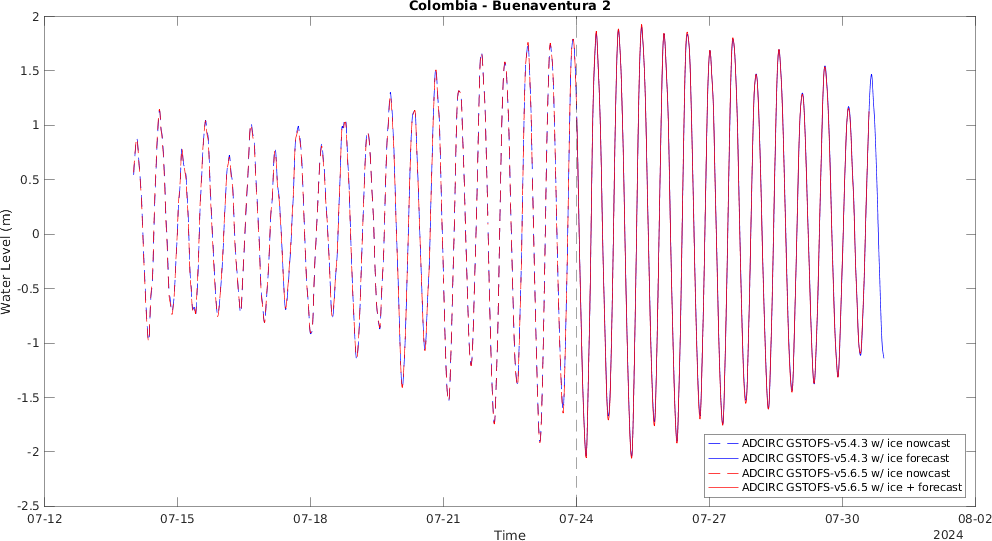 Colombia - Buenaventura 2
2
1.5
1
0.5
0
-0.5
-1
-1.5
-2
-2.5
Water Level (m)
07-12
07-15
07-18
07-21
07-24
07-27
07-30
08-02
Time
2024
ADCIRC GSTOFS-v5.4.3 w/ ice nowcast
ADCIRC GSTOFS-v5.4.3 w/ ice forecast
ADCIRC GSTOFS-v5.6.5 w/ ice nowcast
ADCIRC GSTOFS-v5.6.5 w/ ice + forecast